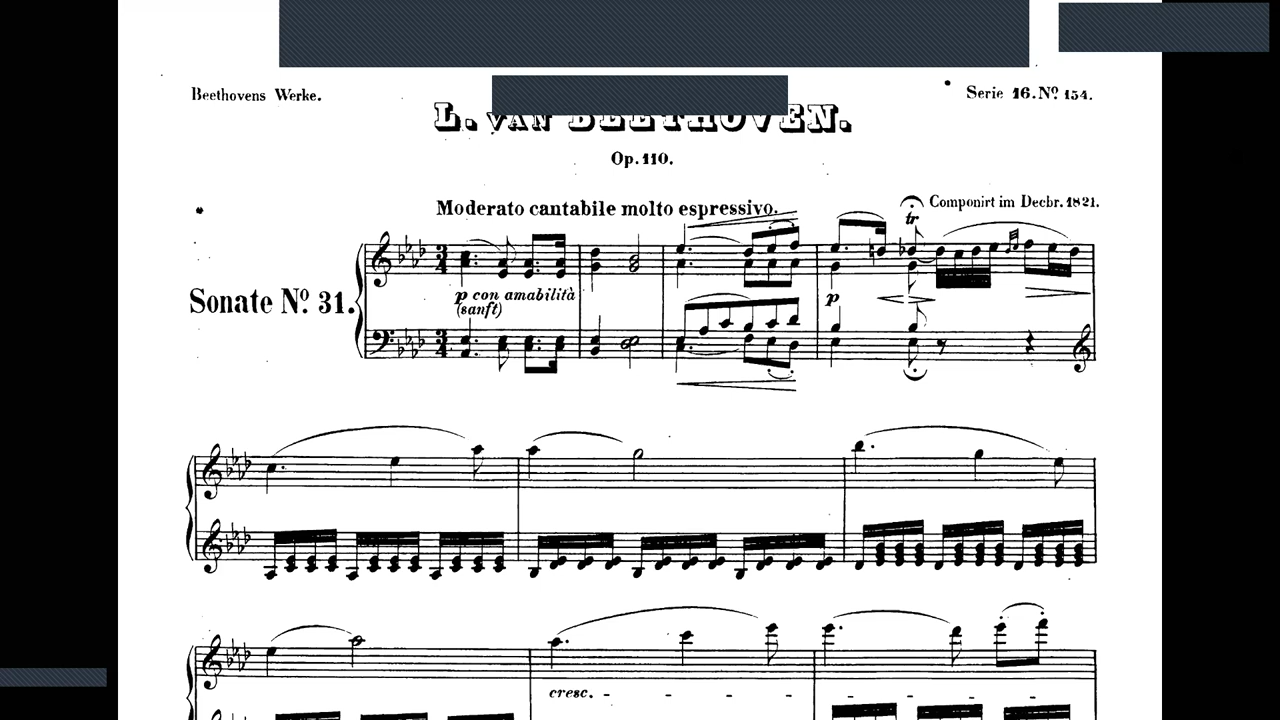 Beethovens Werke.
Serie 16. Nº 154.
L. VAN BEETHOVEN.
Op. 110.
Moderato cantabile molto espressivo.
Componirt im Decbr. 1821.
tr
Sonate Nº 31.
p con amabilità
(sanft)
p
cresc. - - - - - - - -